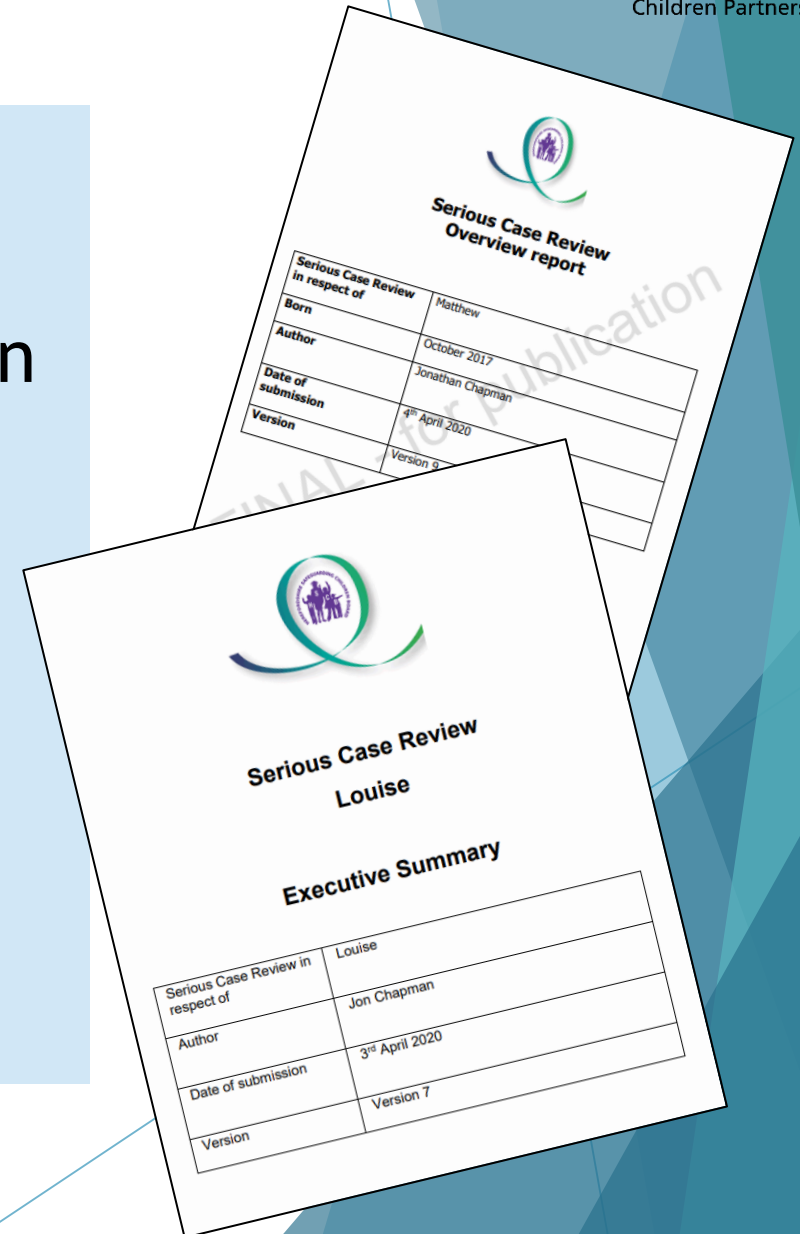 Children Partners
n
Serious Case Review
Overview report
Serious Case Review
in respect of
Matthew
Born
October 2017
Author
Jonathan Chapman
Date of
submission
4th April 2020
Version
Version 9
FINAL - for publication
Serious Case Review
Louise
Executive Summary
Serious Case Review in
respect of
Louise
Author
Jon Chapman
Date of submission
3rd April 2020
Version
Version 7